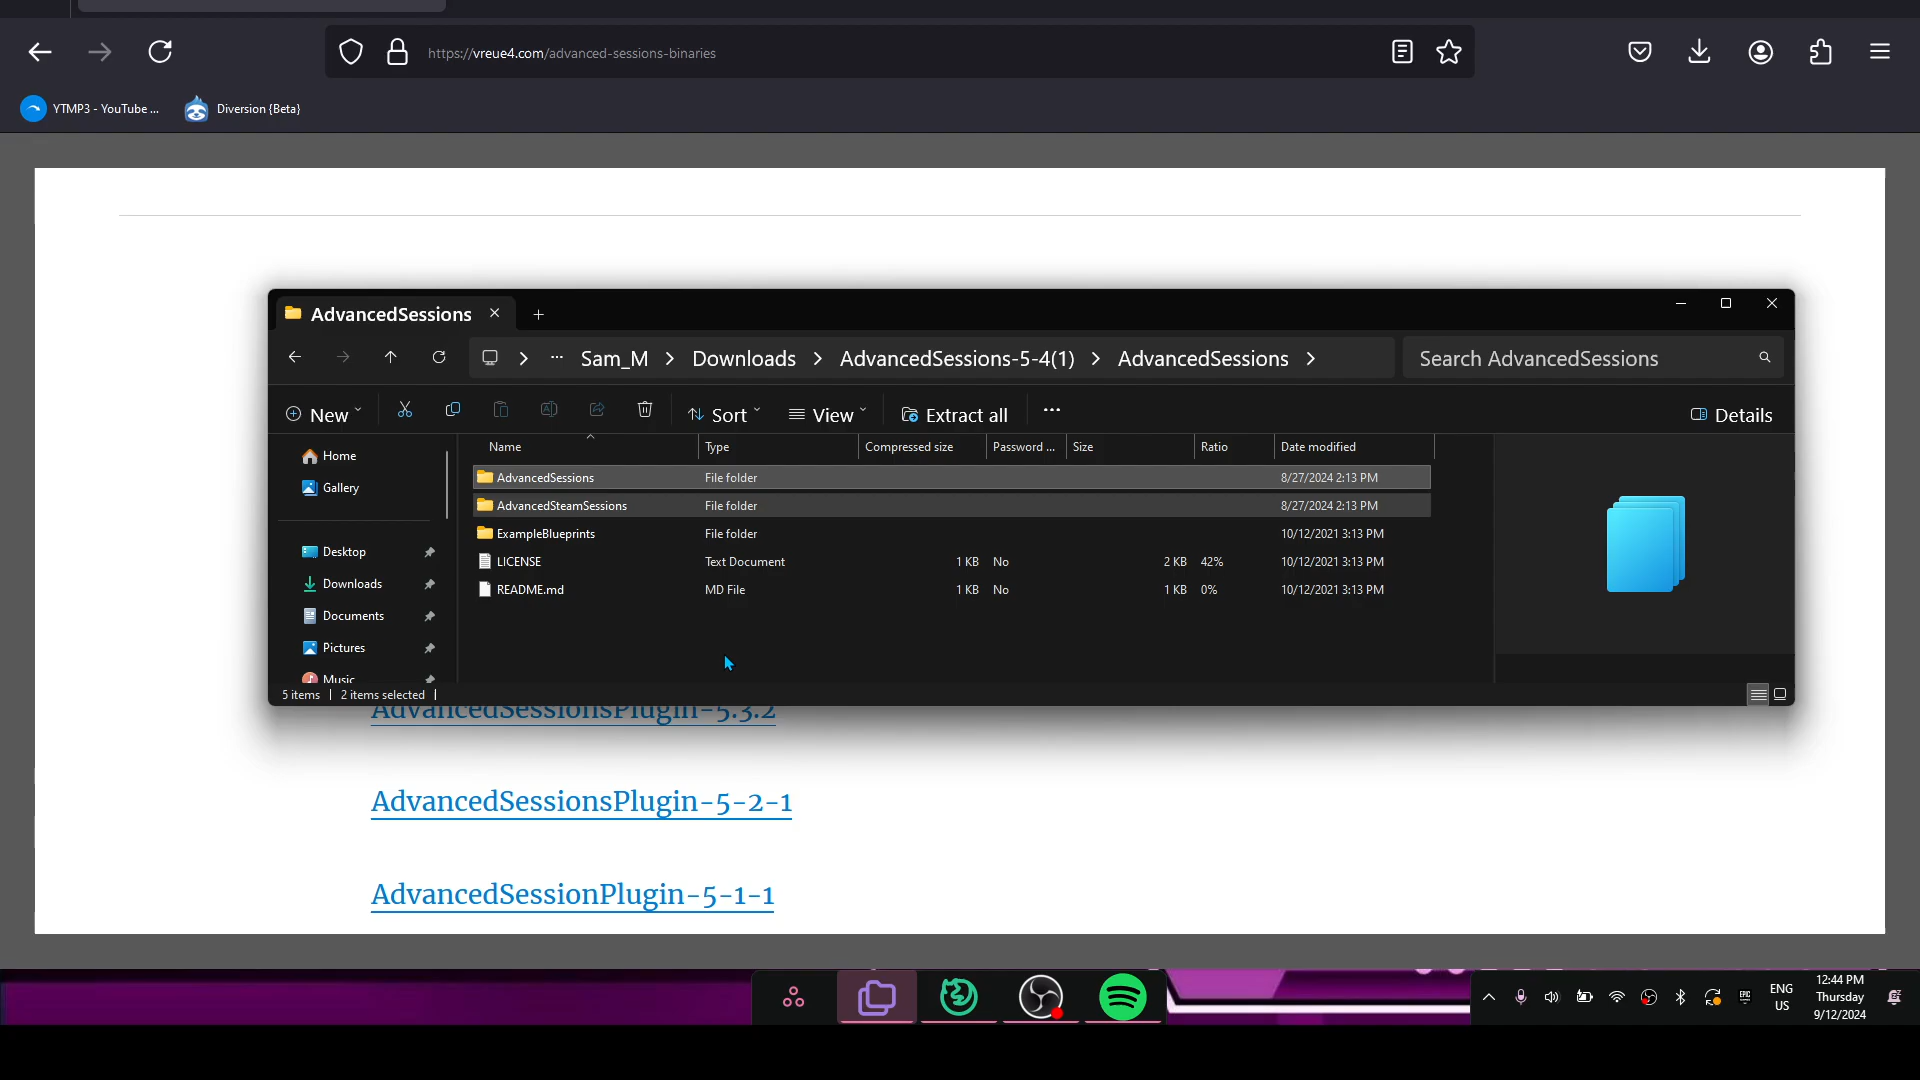 https://vreue4.com/advanced-sessions-binaries
YTMP3 - YouTube ...
Diversion {Beta}
AdvancedSessions
Sam_M > Downloads > AdvancedSessions-5-4(1) > AdvancedSessions >
Search AdvancedSessions
New
Sort
View
Extract all
Details
Name Type Compressed size Password ... Size Ratio Date modified
Home
Gallery
Desktop
Downloads
Documents
Pictures
Music
AdvancedSessions File folder 8/27/2024 2:13 PM
AdvancedSteamSessions File folder 8/27/2024 2:13 PM
ExampleBlueprints File folder 10/12/2021 3:13 PM
LICENSE Text Document 1 KB No 2 KB 42% 10/12/2021 3:13 PM
README.md MD File 1 KB No 1 KB 0% 10/12/2021 3:13 PM
5 items | 2 items selected |
AdvancedSessionsPlugin-5.3.2
AdvancedSessionsPlugin-5-2-1
AdvancedSessionPlugin-5-1-1
ENG
US
12:44 PM
Thursday
9/12/2024